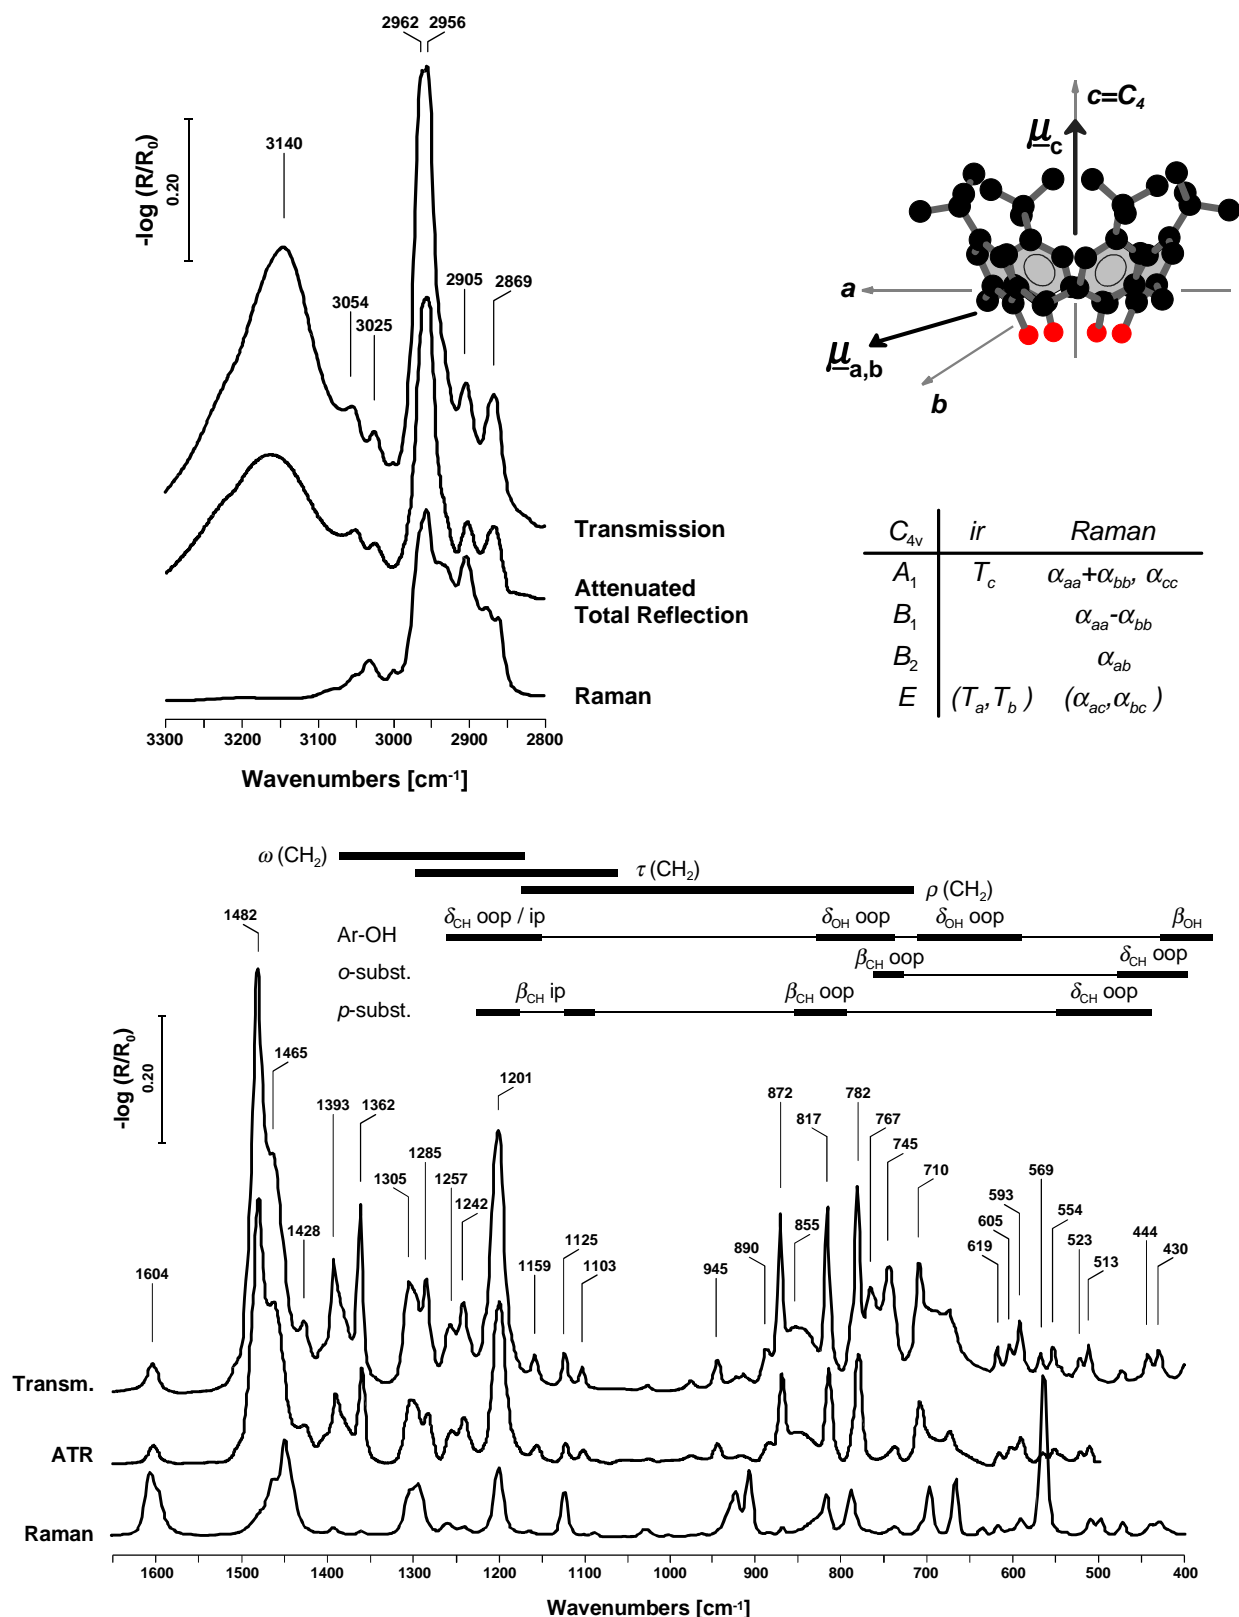 2962 2956
-log (R/R0)
0.20
3140
3054
3025
2905
2869
Transmission
Attenuated
Total Reflection
Raman
3300 3200 3100 3000 2900 2800
Wavenumbers [cm-1]
c=C4
μc
a
μa,b
b
C4v ir Raman
A1 Tc αaa+αbb, αcc
B1 αaa-αbb
B2 αab
E (Ta,Tb) (αac,αbc)
ω (CH2)
τ (CH2)
ρ (CH2)
Ar-OH δCH oop / ip δOH oop δOH oop βOH
o-subst. βCH oop δCH oop
p-subst. βCH ip βCH oop δCH oop
-log (R/R0)
0.20
1482
1465
1604
1428
1393
1362
1305
1285
1257
1242
1201
1159
1125
1103
945
890
872
855
817
782
767
745
710
619
605
593
569
554
523
513
444
430
Transm.
ATR
Raman
1600 1500 1400 1300 1200 1100 1000 900 800 700 600 500 400
Wavenumbers [cm-1]